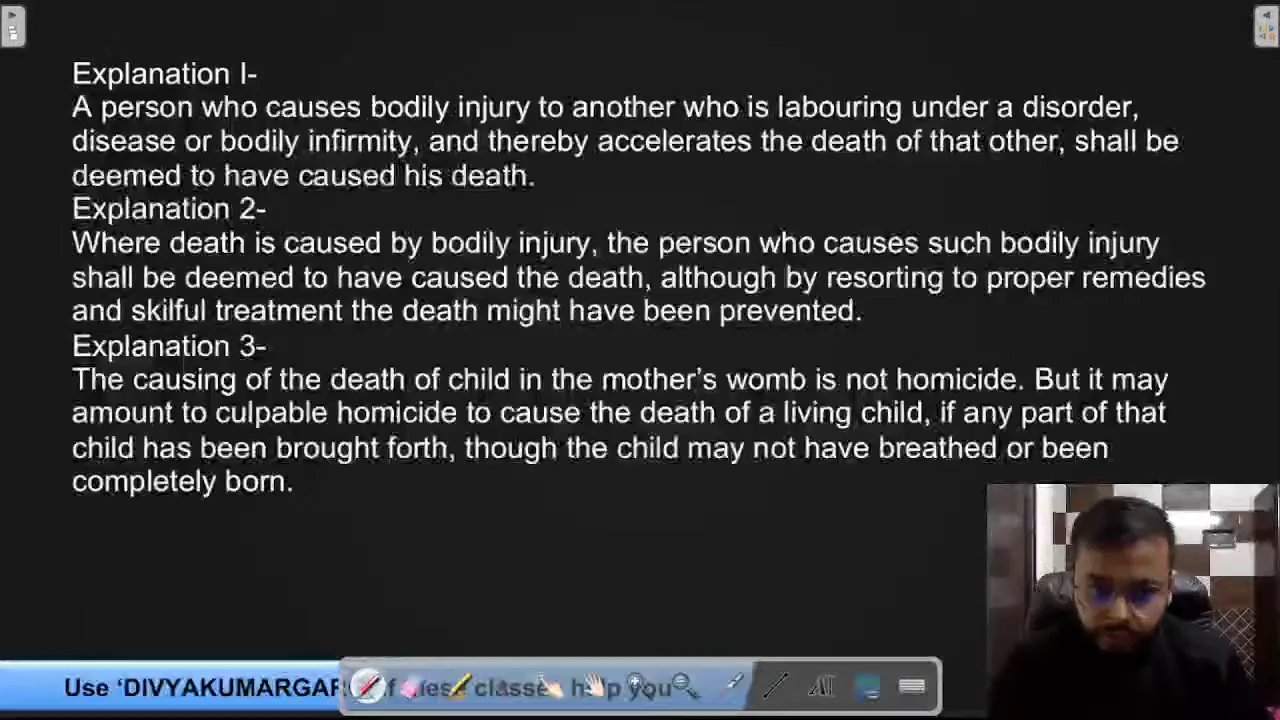 Explanation I-
A person who causes bodily injury to another who is labouring under a disorder,
disease or bodily infirmity, and thereby accelerates the death of that other, shall be
deemed to have caused his death.
Explanation 2-
Where death is caused by bodily injury, the person who causes such bodily injury
shall be deemed to have caused the death, although by resorting to proper remedies
and skilful treatment the death might have been prevented.
Explanation 3-
The causing of the death of child in the mother's womb is not homicide. But it may
amount to culpable homicide to cause the death of a living child, if any part of that
child has been brought forth, though the child may not have breathed or been
completely born.
Use ‘DIVYAKUMARGAR if these classes help you